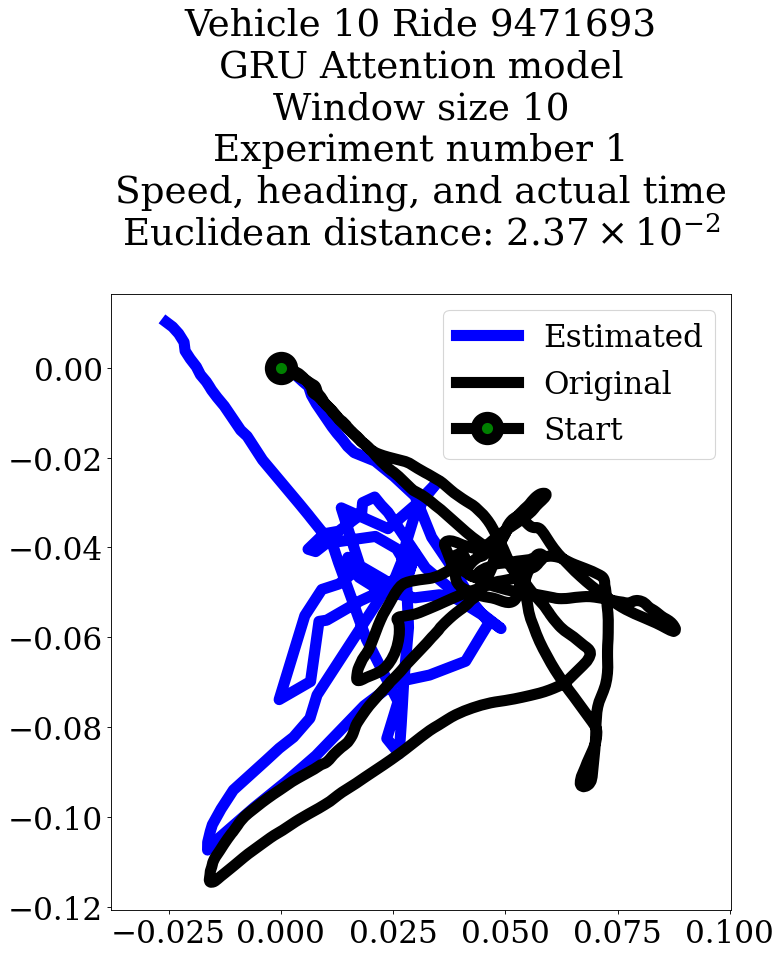 Vehicle 10 Ride 9471693
GRU Attention model
Window size 10
Experiment number 1
Speed, heading, and actual time
Euclidean distance: 2.37 × 10⁻²
Estimated
Original
Start
0.00
−0.02
−0.04
−0.06
−0.08
−0.10
−0.12
−0.025 0.000 0.025 0.050 0.075 0.100